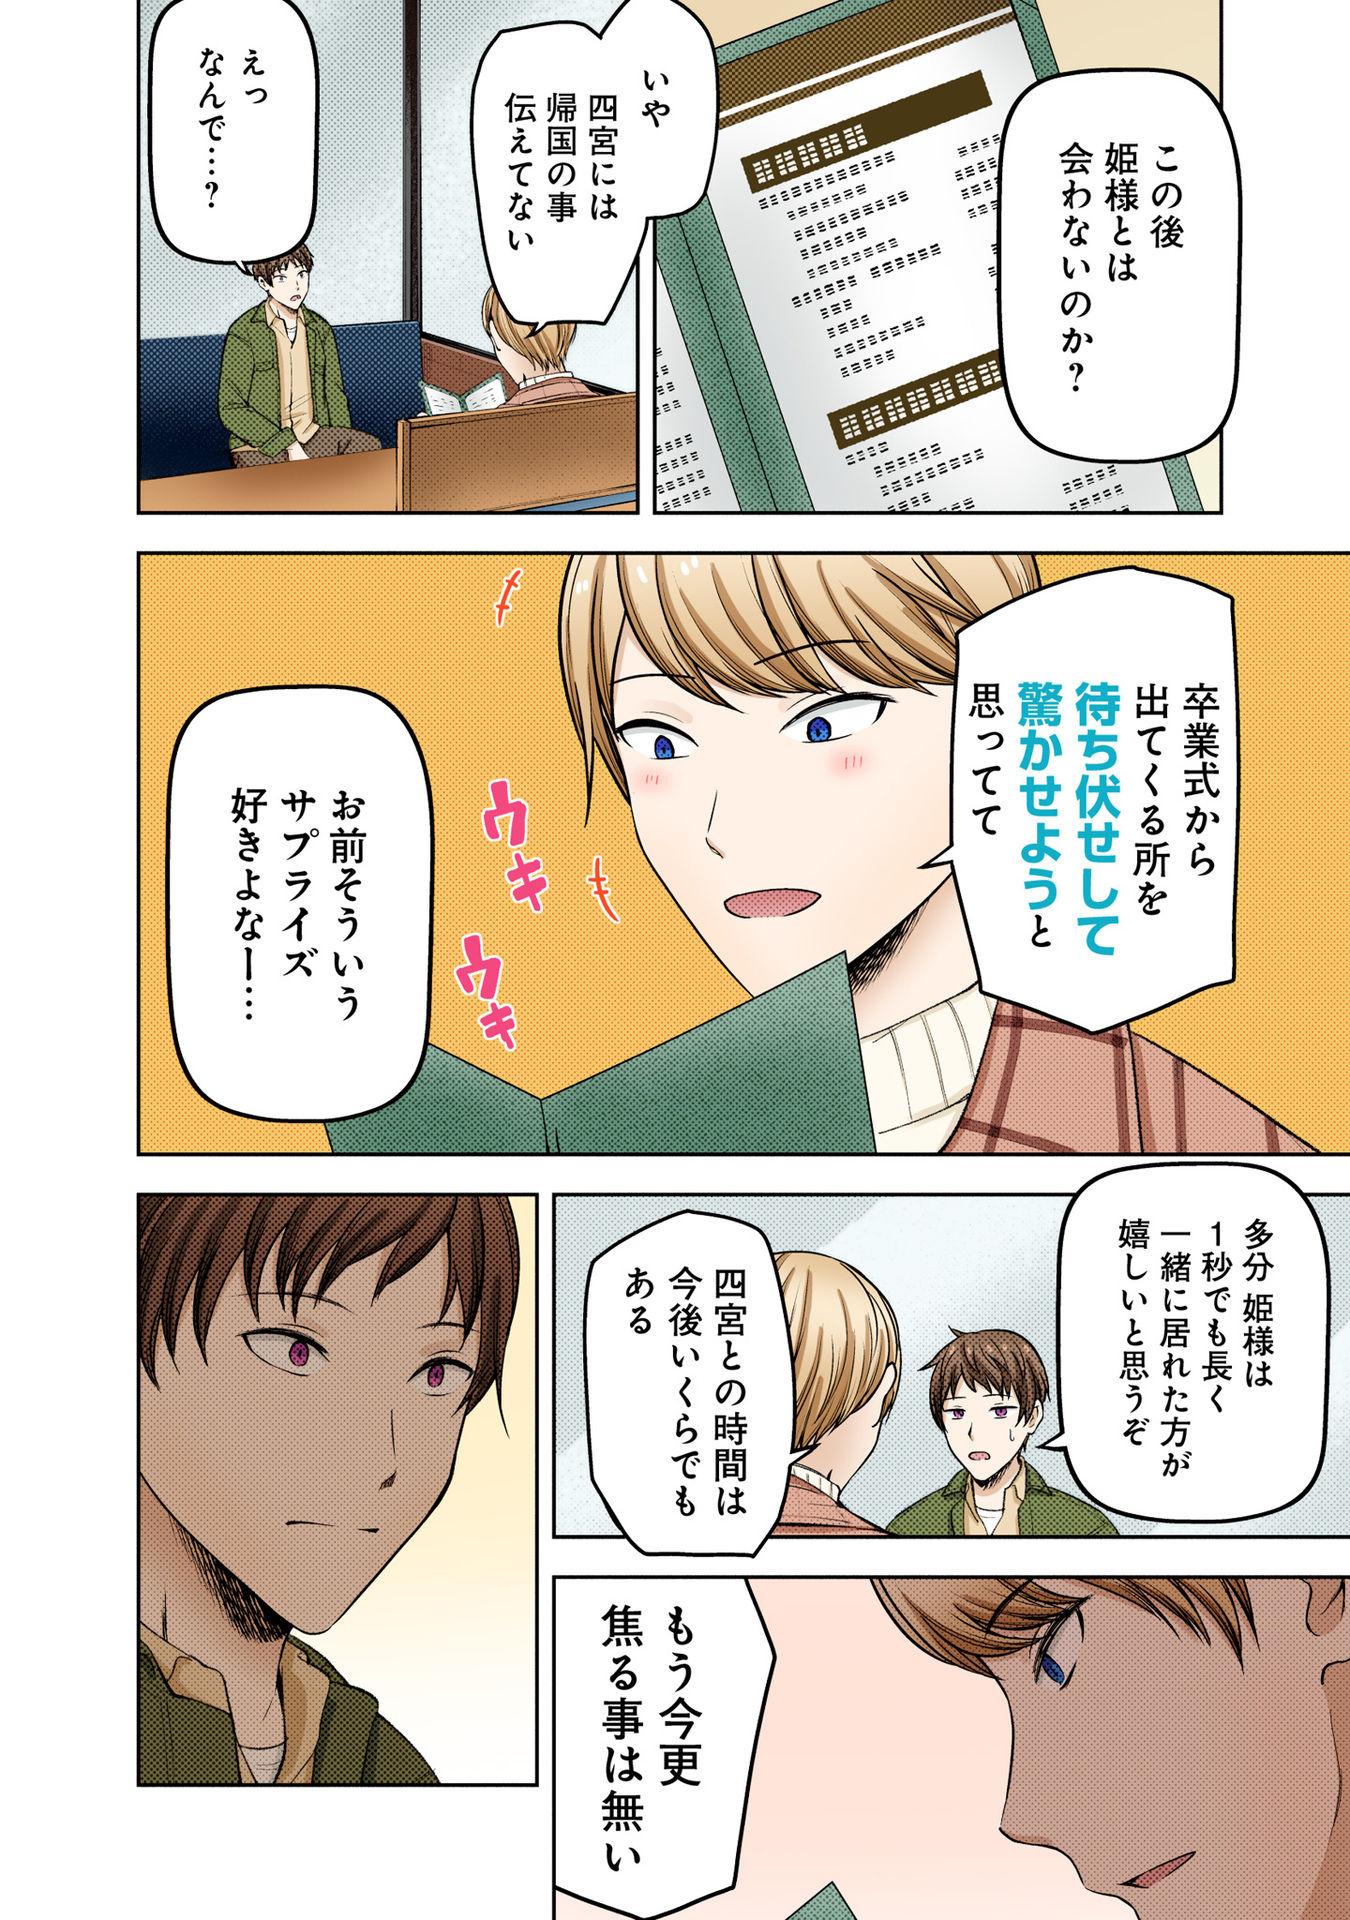 この後
姫様とは
会わないのか?
いや
四宮には
帰国の事
伝えてない
えっ
なんで…?
卒業式から
出てくる所を
待ち伏せして
驚かせようと
思ってて
ウキ
ウキ
お前そういう
サプライズ
好きよなー…
多分 姫様は
1秒でも長く
一緒に居れた方が
嬉しいと思うぞ
四宮との時間は
今後いくらでも
ある
もう今更
焦る事は無い